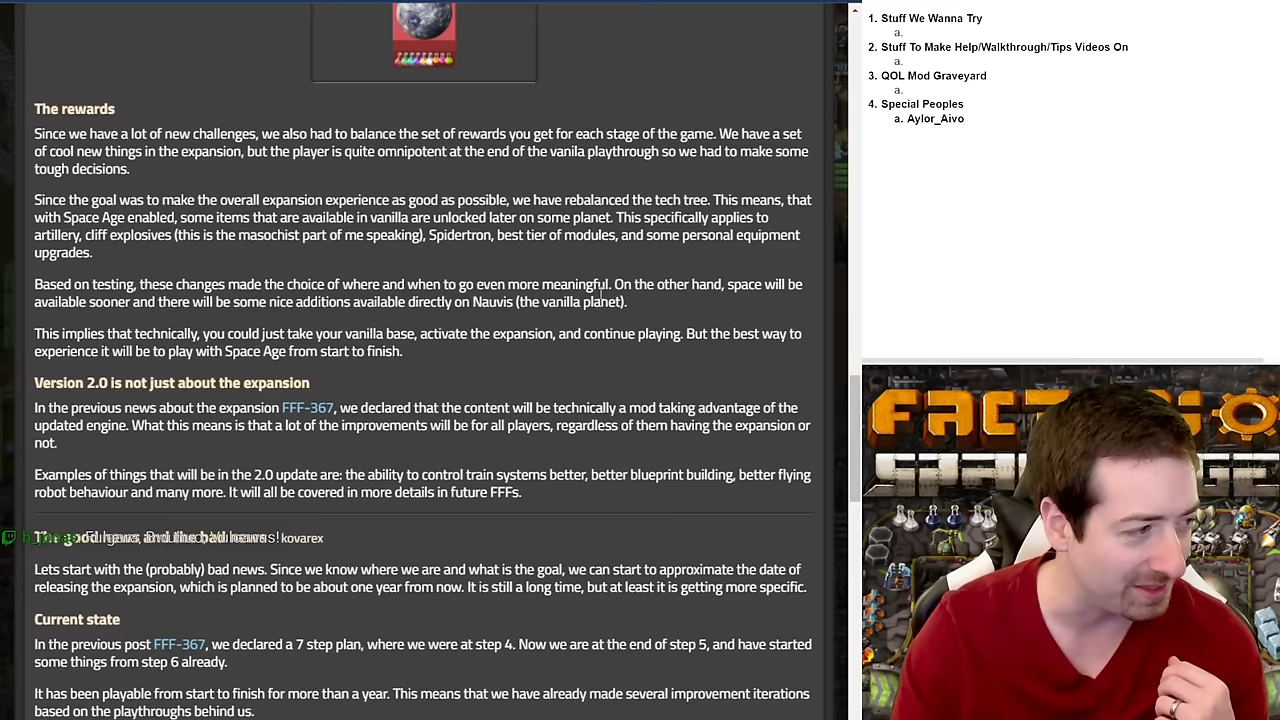 The rewards
Since we have a lot of new challenges, we also had to balance the set of rewards you get for each stage of the game. We have a set
of cool new things in the expansion, but the player is quite omnipotent at the end of the vanila playthrough so we had to make some
tough decisions.
Since the goal was to make the overall expansion experience as good as possible, we have rebalanced the tech tree. This means, that
with Space Age enabled, some items that are available in vanilla are unlocked later on some planet. This specifically applies to
artillery, cliff explosives (this is the masochist part of me speaking), Spidertron, best tier of modules, and some personal equipment
upgrades.
Based on testing, these changes made the choice of where and when to go even more meaningful. On the other hand, space will be
available sooner and there will be some nice additions available directly on Nauvis (the vanilla planet).
This implies that technically, you could just take your vanilla base, activate the expansion, and continue playing. But the best way to
experience it will be to play with Space Age from start to finish.
Version 2.0 is not just about the expansion
In the previous news about the expansion FFF-367, we declared that the content will be technically a mod taking advantage of the
updated engine. What this means is that a lot of the improvements will be for all players, regardless of them having the expansion or
not.
Examples of things that will be in the 2.0 update are: the ability to control train systems better, better blueprint building, better flying
robot behaviour and many more. It will all be covered in more details in future FFFs.
The good news and the bad news kovarex
Lets start with the (probably) bad news. Since we know where we are and what is the goal, we can start to approximate the date of
releasing the expansion, which is planned to be about one year from now. It is still a long time, but at least it is getting more specific.
Current state
In the previous post FFF-367, we declared a 7 step plan, where we were at step 4. Now we are at the end of step 5, and have started
some things from step 6 already.
It has been playable from start to finish for more than a year. This means that we have already made several improvement iterations
based on the playthroughs behind us.
1. Stuff We Wanna Try
a.
2. Stuff To Make Help/Walkthrough/Tips Videos On
a.
3. QOL Mod Graveyard
a.
4. Special Peoples
a. Aylor_Aivo